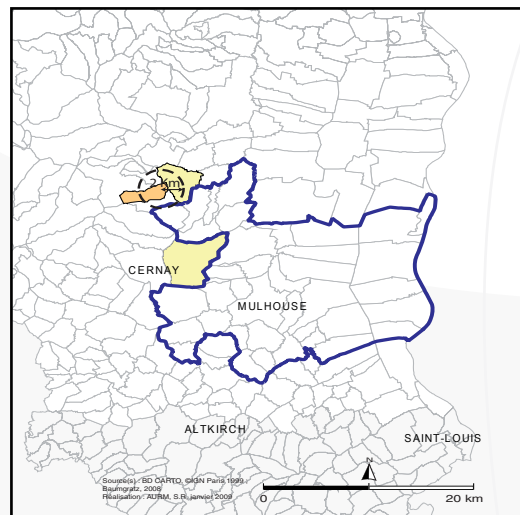 2 Km
CERNAY
MULHOUSE
ALTKIRCH
SAINT-LOUIS
Source(s) : BD CARTO, ©IGN Paris 1999 ;
Baumgratz, 2008
Réalisation : AURM, S.R. janvier 2009
N
0 20 km